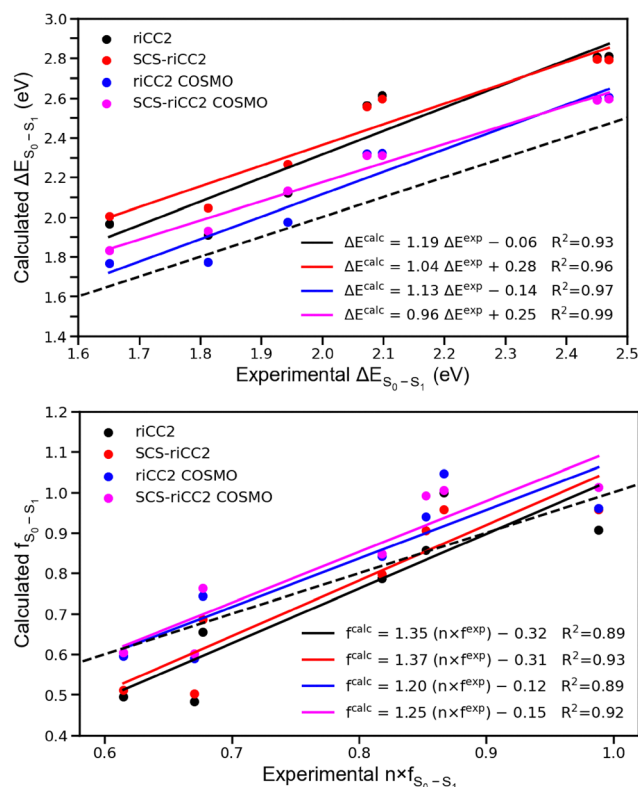 3.0
2.8
2.6
2.4
2.2
2.0
1.8
1.6
1.4
Calculated ΔE_{S₀−S₁} (eV)
riCC2
SCS-riCC2
riCC2 COSMO
SCS-riCC2 COSMO
ΔE^{calc} = 1.19 ΔE^{exp} − 0.06 R²=0.93
ΔE^{calc} = 1.04 ΔE^{exp} + 0.28 R²=0.96
ΔE^{calc} = 1.13 ΔE^{exp} − 0.14 R²=0.97
ΔE^{calc} = 0.96 ΔE^{exp} + 0.25 R²=0.99
1.6 1.7 1.8 1.9 2.0 2.1 2.2 2.3 2.4 2.5
Experimental ΔE_{S₀−S₁} (eV)
1.2
1.1
1.0
0.9
0.8
0.7
0.6
0.5
0.4
Calculated f_{S₀−S₁}
riCC2
SCS-riCC2
riCC2 COSMO
SCS-riCC2 COSMO
f^{calc} = 1.35 (n×f^{exp}) − 0.32 R²=0.89
f^{calc} = 1.37 (n×f^{exp}) − 0.31 R²=0.93
f^{calc} = 1.20 (n×f^{exp}) − 0.12 R²=0.89
f^{calc} = 1.25 (n×f^{exp}) − 0.15 R²=0.92
0.6 0.7 0.8 0.9 1.0
Experimental n×f_{S₀−S₁}